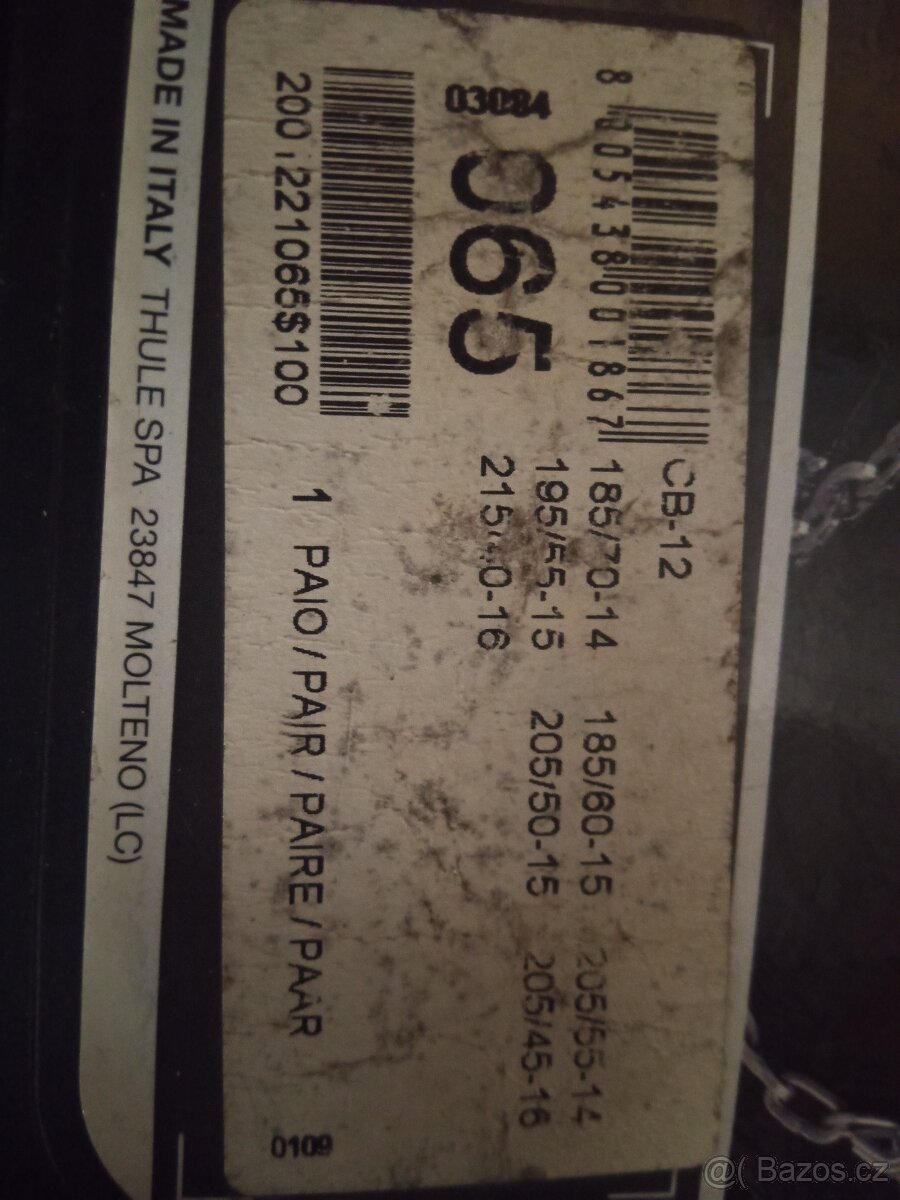 CB-12
8 005438001867
185/70-14 185/60-15 205/55-14
195/55-15 205/50-15 205/45-16
03084
065
200.221065$100
1 PAIO / PAIR / PAIRE / PAAR
MADE IN ITALY THULE SPA 23847 MOLTENO (LC)
@( Bazos.cz